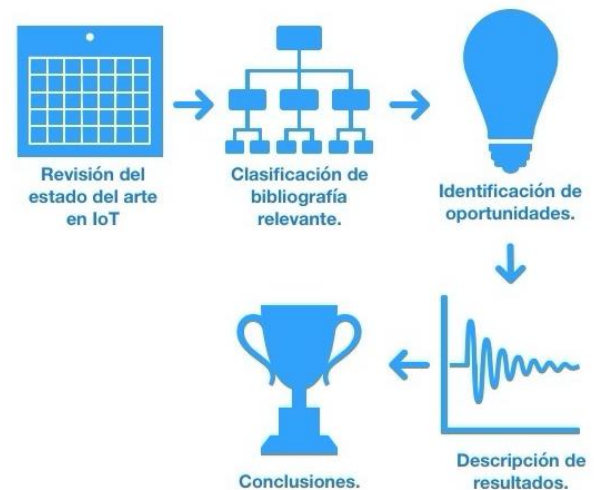 Revisión del
estado del arte
en IoT
Clasificación de
bibliografía
relevante.
Identificación de
oportunidades.
Descripción de
resultados.
Conclusiones.